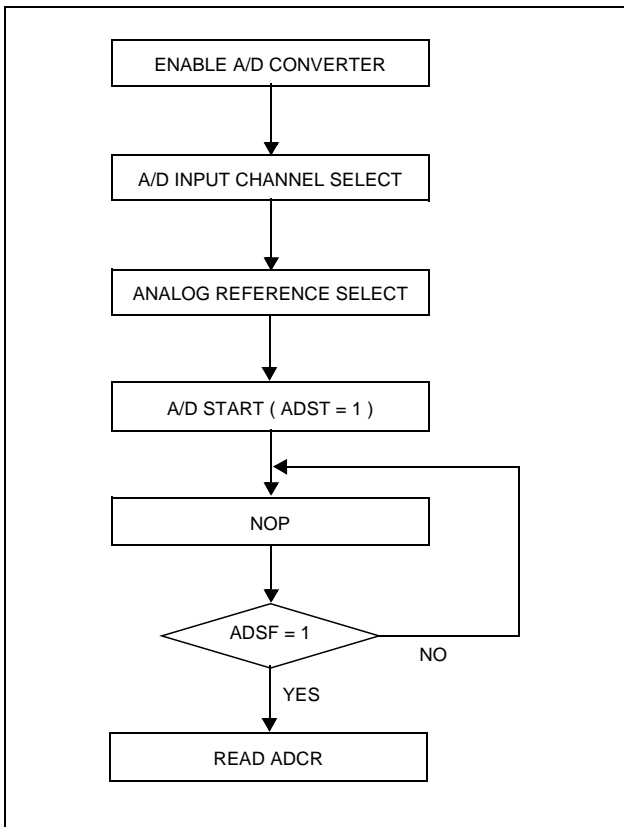 ENABLE A/D CONVERTER
A/D INPUT CHANNEL SELECT
ANALOG REFERENCE SELECT
A/D START ( ADST = 1 )
NOP
ADSF = 1
NO
YES
READ ADCR